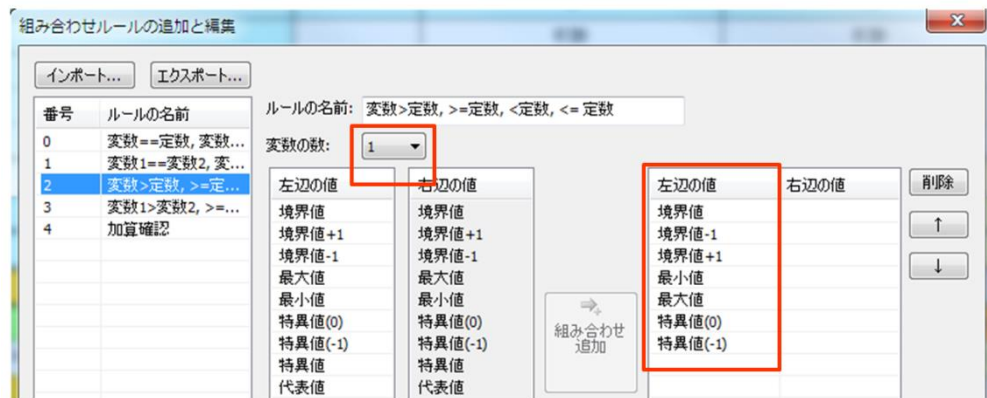 組み合わせルールの追加と編集
インポート... エクスポート...
番号 ルールの名前
0 変数==定数, 変数...
1 変数1==変数2, 変...
2 変数>定数, >=定...
3 変数1>変数2, >=...
4 加算確認
ルールの名前: 変数>定数, >=定数, <定数, <= 定数
変数の数: 1
左辺の値
境界値
境界値+1
境界値-1
最大値
最小値
特異値(0)
特異値(-1)
特異値
代表値
右辺の値
境界値
境界値+1
境界値-1
最大値
最小値
特異値(0)
特異値(-1)
特異値
代表値
組み合わせ
追加
左辺の値 右辺の値
境界値
境界値-1
境界値+1
最小値
最大値
特異値(0)
特異値(-1)
削除
↑
↓